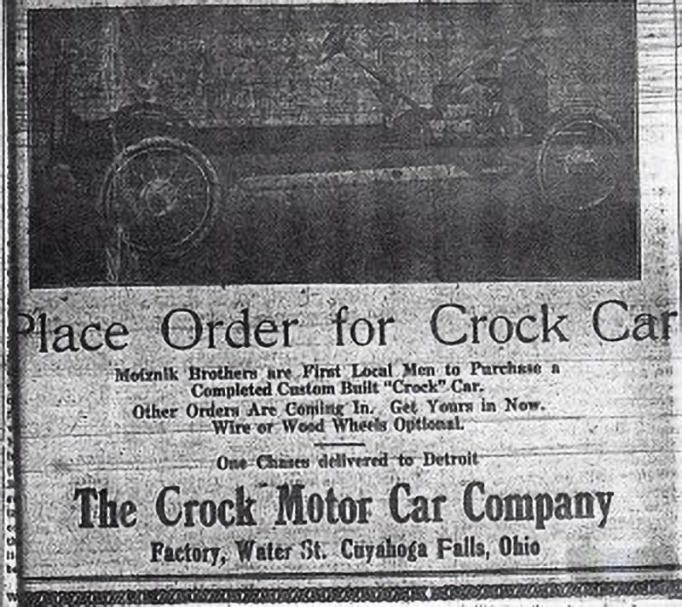 Place Order for Crock Car
Motznik Brothers are First Local Men to Purchase a
Completed Custom Built "Crock" Car.
Other Orders Are Coming In. Get Yours in Now.
Wire or Wood Wheels Optional.
One Chases delivered to Detroit
The Crock Motor Car Company
Factory, Water St. Cuyahoga Falls, Ohio